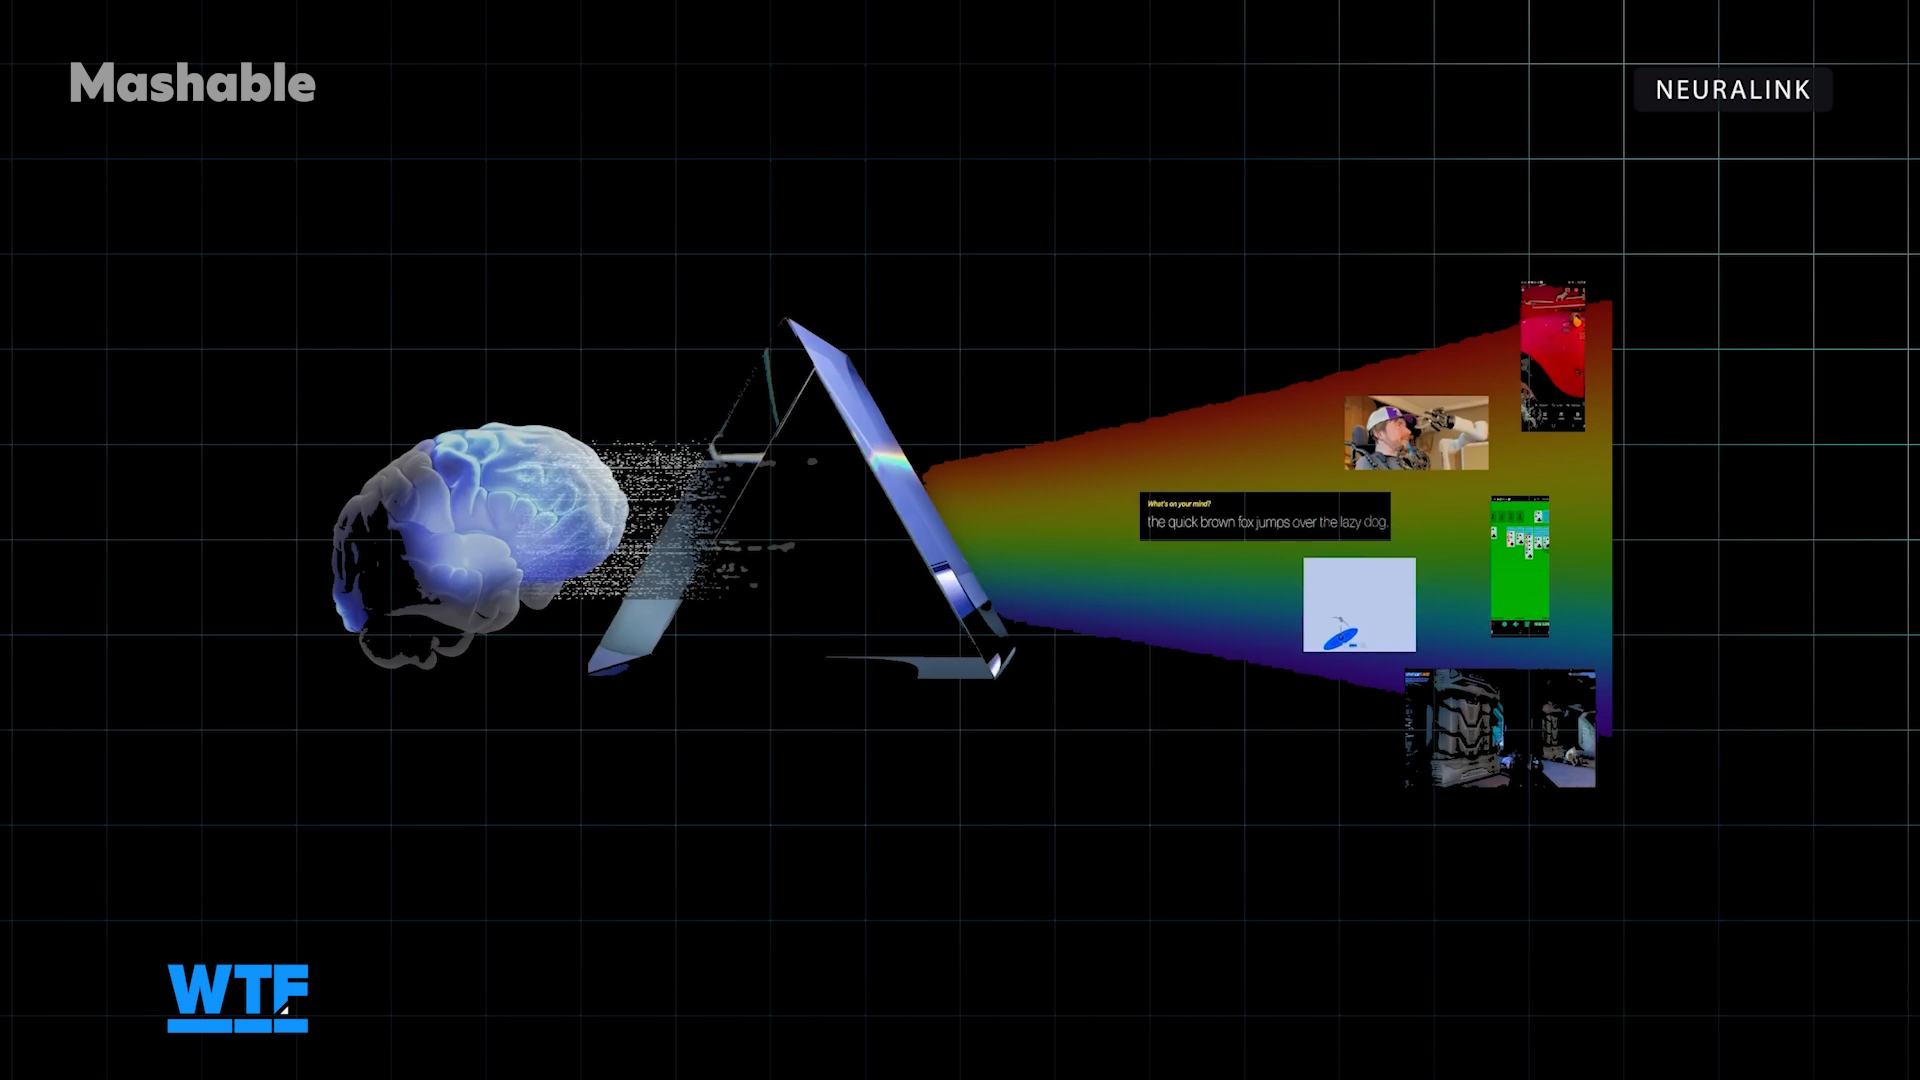 Mashable
NEURALINK
What's on your mind?
the quick brown fox jumps over the lazy dog.
WTF